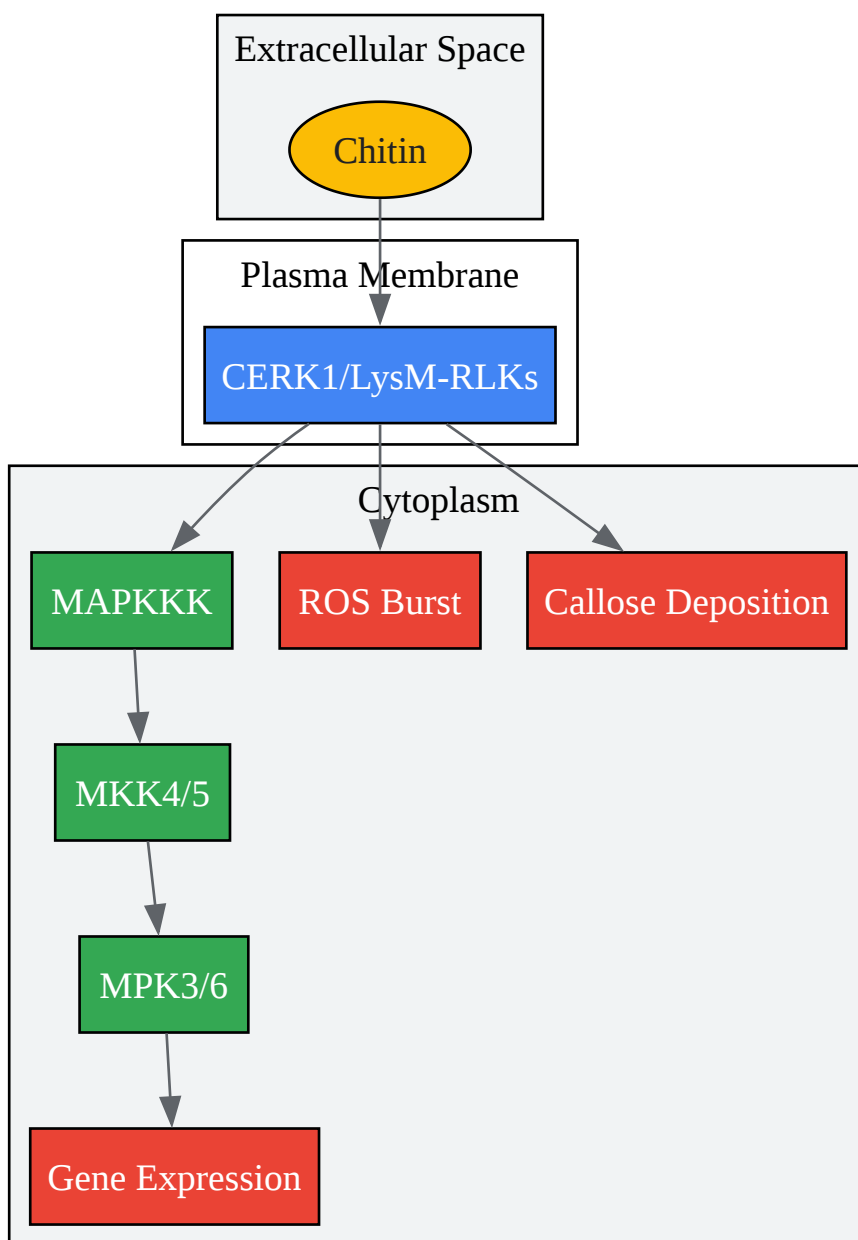 Extracellular Space
Chitin
Plasma Membrane
CERK1/LysM-RLKs
Cytoplasm
MAPKKK
ROS Burst
Callose Deposition
MKK4/5
MPK3/6
Gene Expression